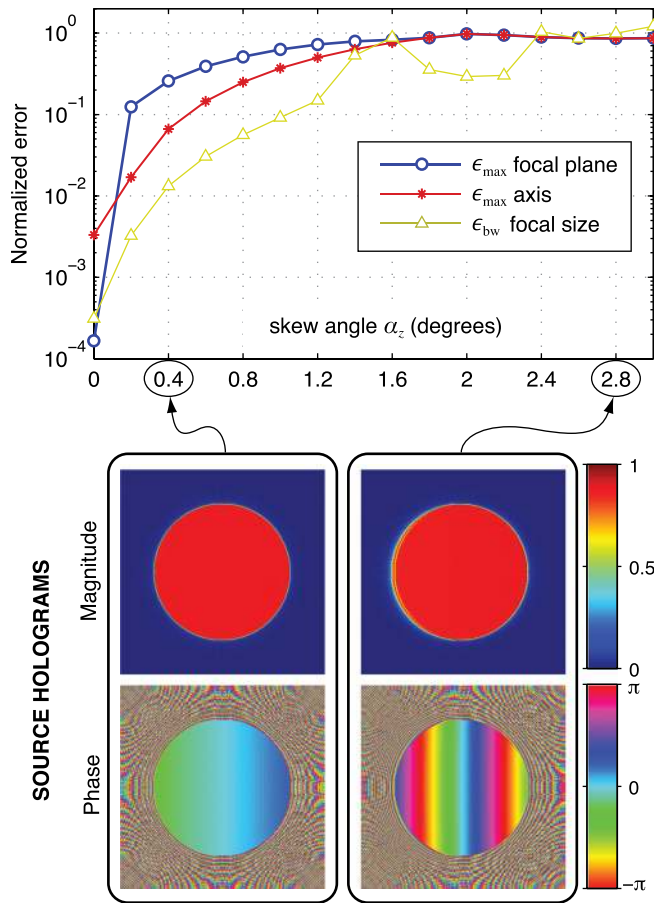 10⁰
10⁻¹
10⁻²
10⁻³
10⁻⁴
Normalized error
ϵmax focal plane
ϵmax axis
ϵbw focal size
skew angle αz (degrees)
0 0.4 0.8 1.2 1.6 2 2.4 2.8
SOURCE HOLOGRAMS
Magnitude
1
0.5
0
Phase
π
0
−π